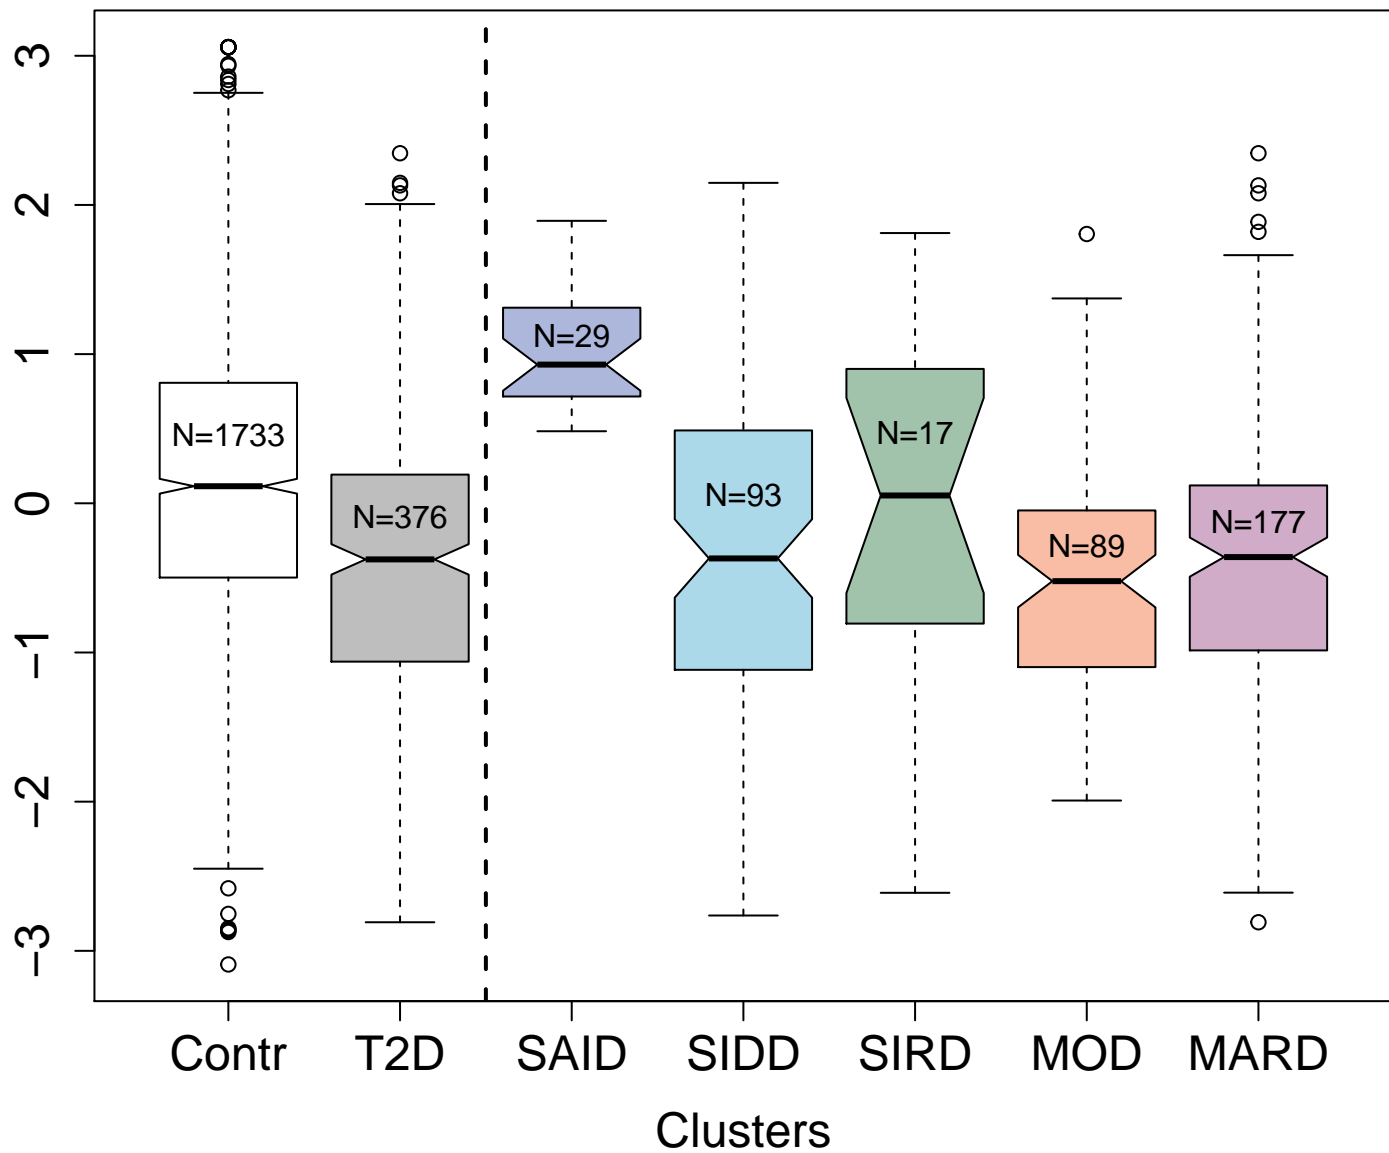 3
2
1
0
−1
−2
−3
N=1733
N=376
N=29
N=93
N=17
N=89
N=177
Contr T2D SAID SIDD SIRD MOD MARD
Clusters